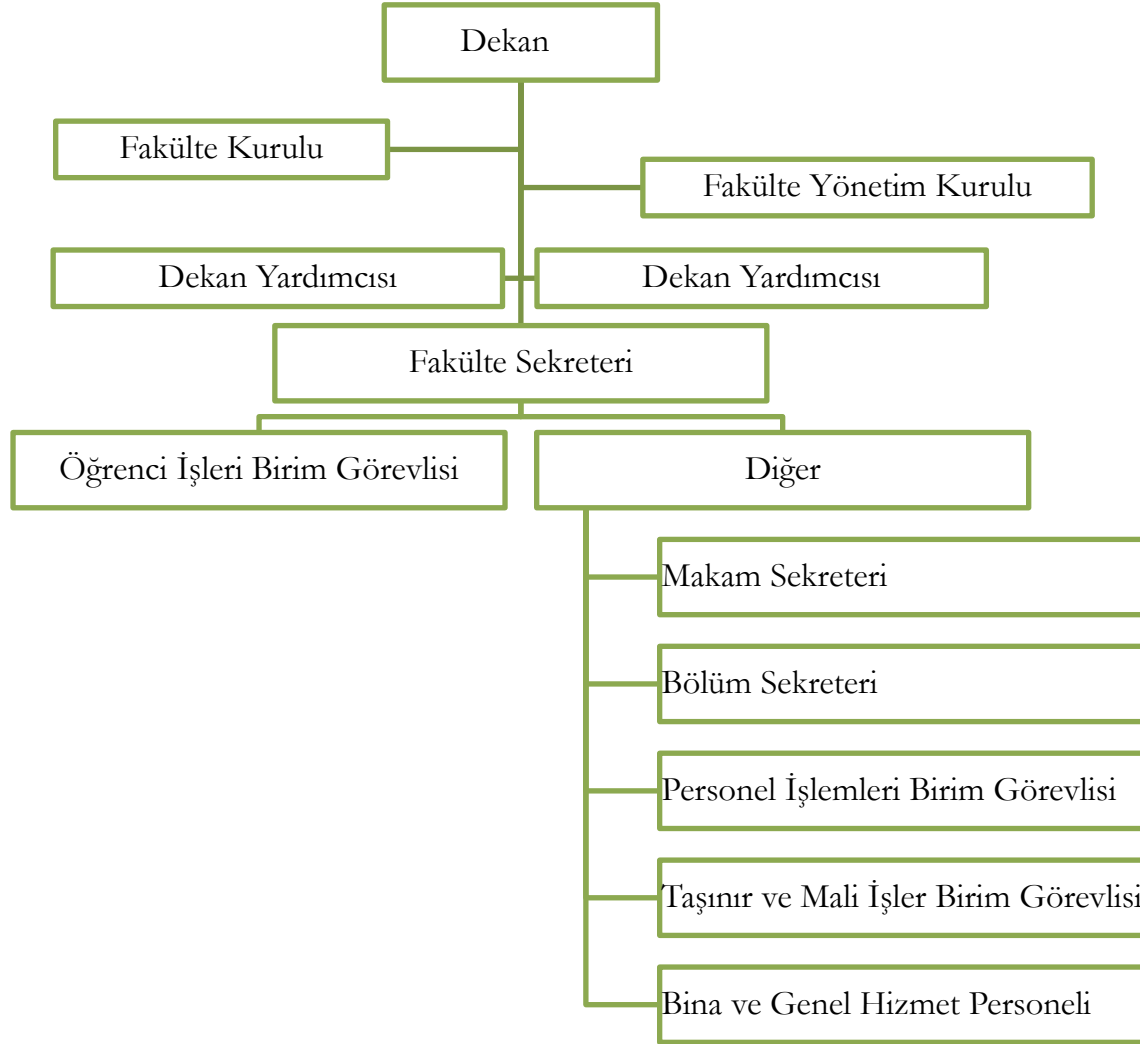 Dekan
Fakülte Kurulu
Fakülte Yönetim Kurulu
Dekan Yardımcısı
Dekan Yardımcısı
Fakülte Sekreteri
Öğrenci İşleri Birim Görevlisi
Diğer
Makam Sekreteri
Bölüm Sekreteri
Personel İşlemleri Birim Görevlisi
Taşınır ve Mali İşler Birim Görevlisi
Bina ve Genel Hizmet Personeli